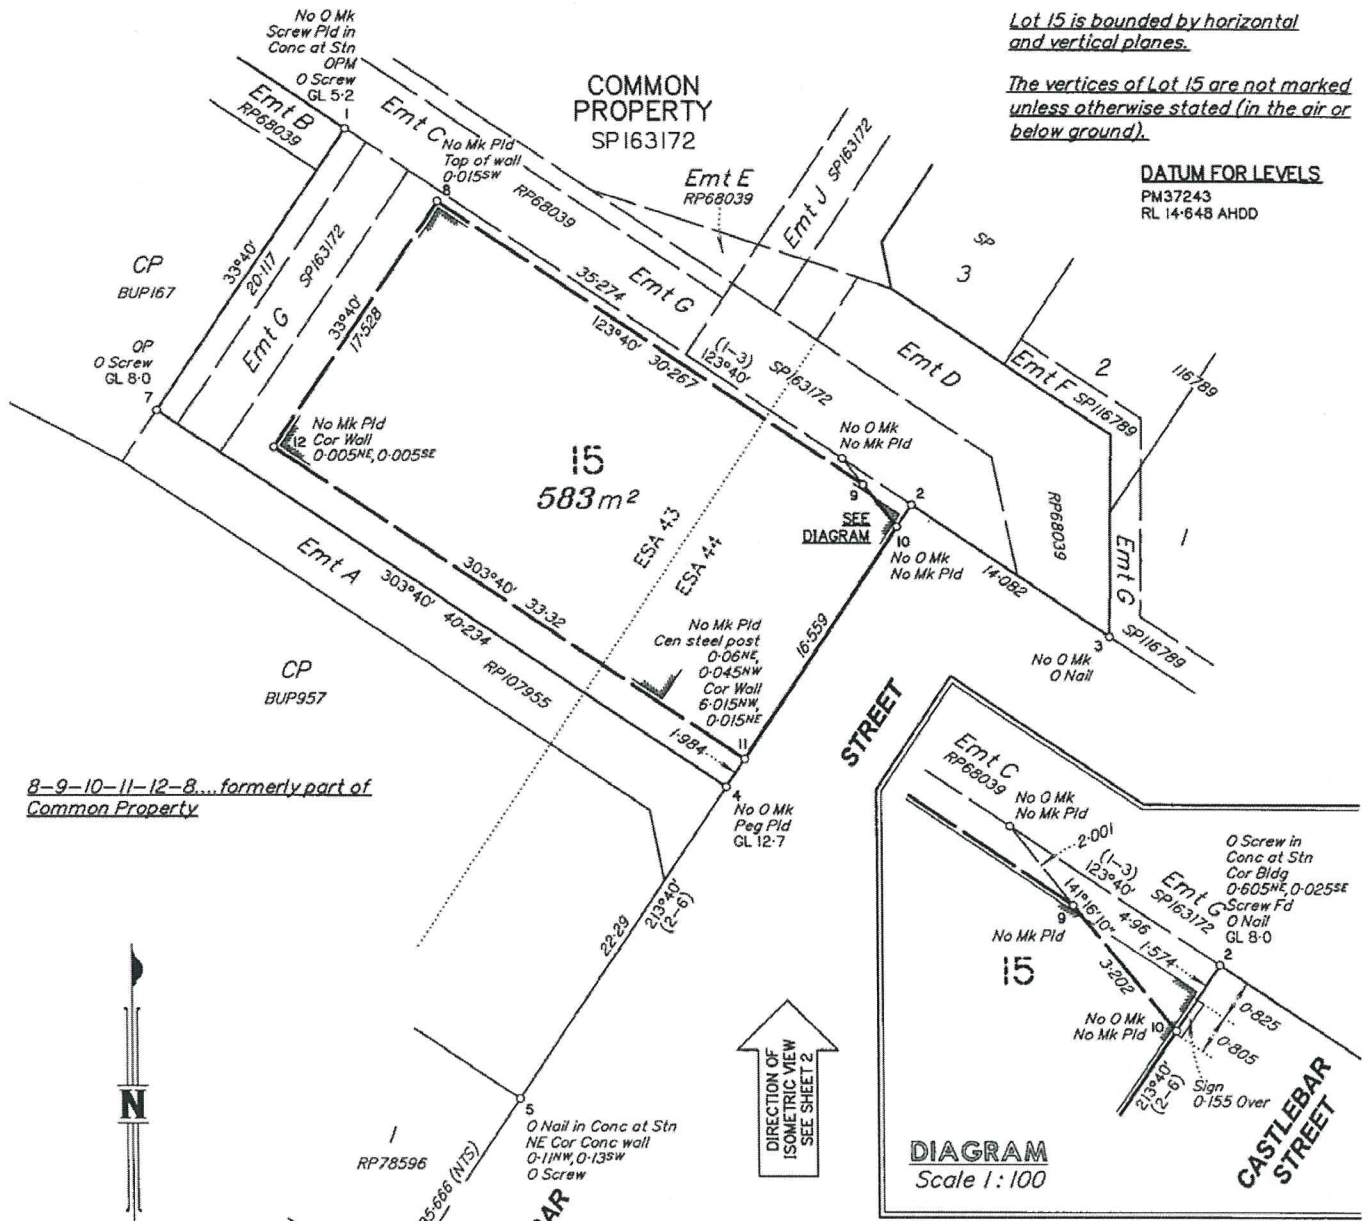 No O Mk
Screw Pld in
Conc at Stn
OPM
O Screw
GL 5·2
Lot 15 is bounded by horizontal
and vertical planes.
The vertices of Lot 15 are not marked
unless otherwise stated (in the air or
below ground).
DATUM FOR LEVELS
PM37243
RL 14·648 AHDD
COMMON
PROPERTY
SP163172
Emt B
RP68039
Emt C
RP68039
1
No Mk Pld
Top of wall
0·015SW
8
Emt E
RP68039
Emt J
SP163172
SP
3
CP
BUP167
33°40'
20·117
Emt G
SP163172
33°40'
17·528
35·274
Emt G
123°40'
30·267
(1-3)
123°40'
SP163172
Emt D
Emt F
SP116789
2
116789
OP
O Screw
GL 8·0
7
12
No Mk Pld
Cor Wall
0·005NE, 0·005SE
15
583m²
No O Mk
No Mk Pld
9
2
SEE
DIAGRAM
10
No O Mk
No Mk Pld
RP68039
Emt G
1
SP116789
14·082
3
No O Mk
O Nail
ESA 43
ESA 44
Emt A
303°40'
40·234
RP107955
303°40'
33·32
16·559
No Mk Pld
Cen steel post
0·06NE,
0·045NW
Cor Wall
6·015NW,
0·015NE
11
1·984
4
No O Mk
Peg Pld
GL 12·7
CP
BUP957
STREET
8-9-10-11-12-8....formerly part of
Common Property
22·29
213°40'
(2-6)
N
5
O Nail in Conc at Stn
NE Cor Conc wall
0·11NW, 0·13SW
O Screw
1
RP78596
35·666 (NTS)
BAR
DIRECTION OF
ISOMETRIC VIEW
SEE SHEET 2
Emt C
RP68039
No O Mk
No Mk Pld
2·001
(1-3)
123°40'
Emt G
SP163172
O Screw in
Conc at Stn
Cor Bldg
0·605NE, 0·025SE
Screw Fd
O Nail
GL 8·0
2
141°16'10"
4·96
1·574
9
No Mk Pld
15
3·202
No O Mk
No Mk Pld
10
0·825
0·805
213°40'
(2-6)
Sign
0·155 Over
CASTLEBAR
STREET
DIAGRAM
Scale 1:100